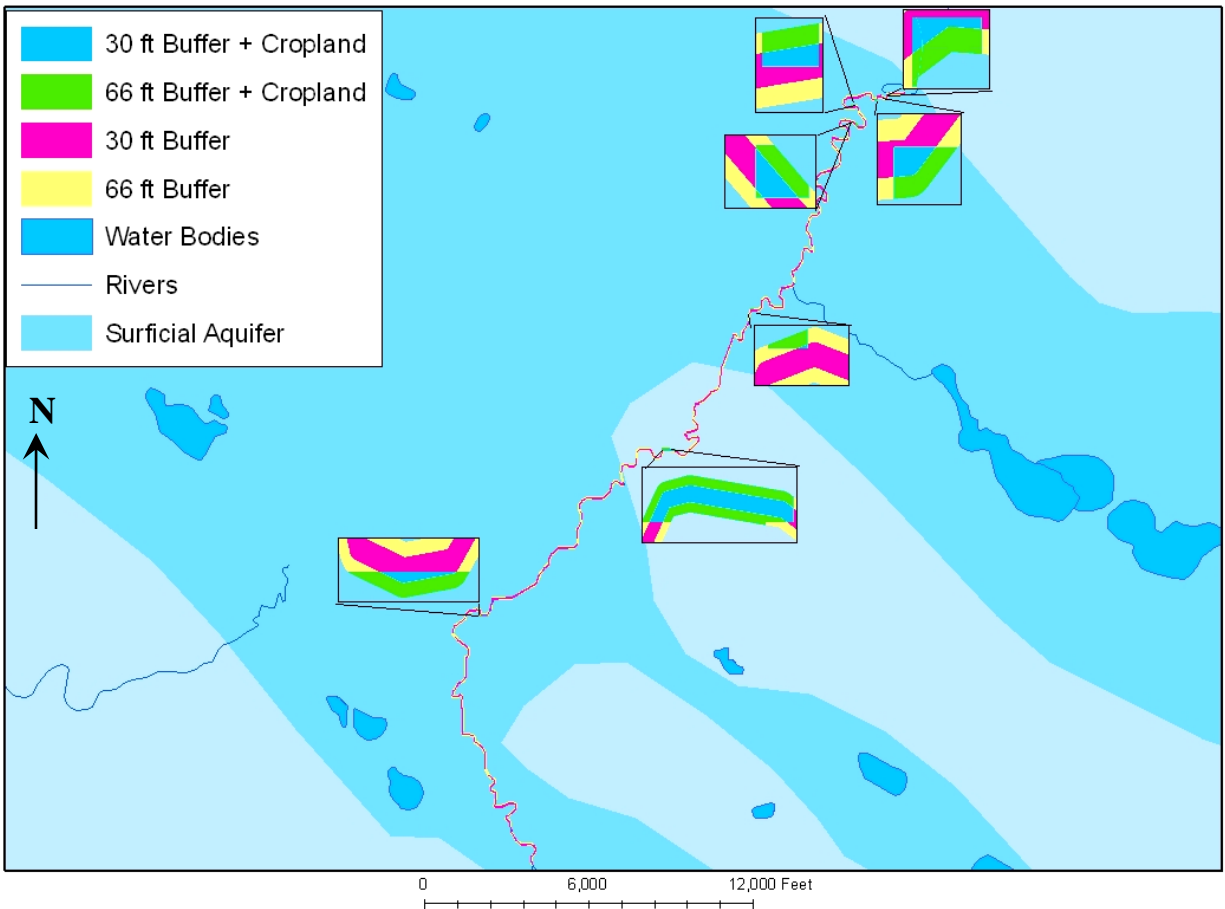 30 ft Buffer + Cropland
66 ft Buffer + Cropland
30 ft Buffer
66 ft Buffer
Water Bodies
Rivers
Surficial Aquifer
N
0 6,000 12,000 Feet